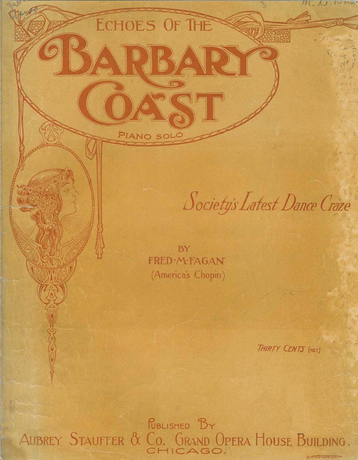 ECHOES OF THE
BARBARY
COAST
PIANO SOLO
Society's Latest Dance Craze
BY
FRED·M·FAGAN
(America's Chopin)
THIRTY CENTS (NET)
PUBLISHED BY
AUBREY STAUFFER & CO. GRAND OPERA HOUSE BUILDING.
CHICAGO.